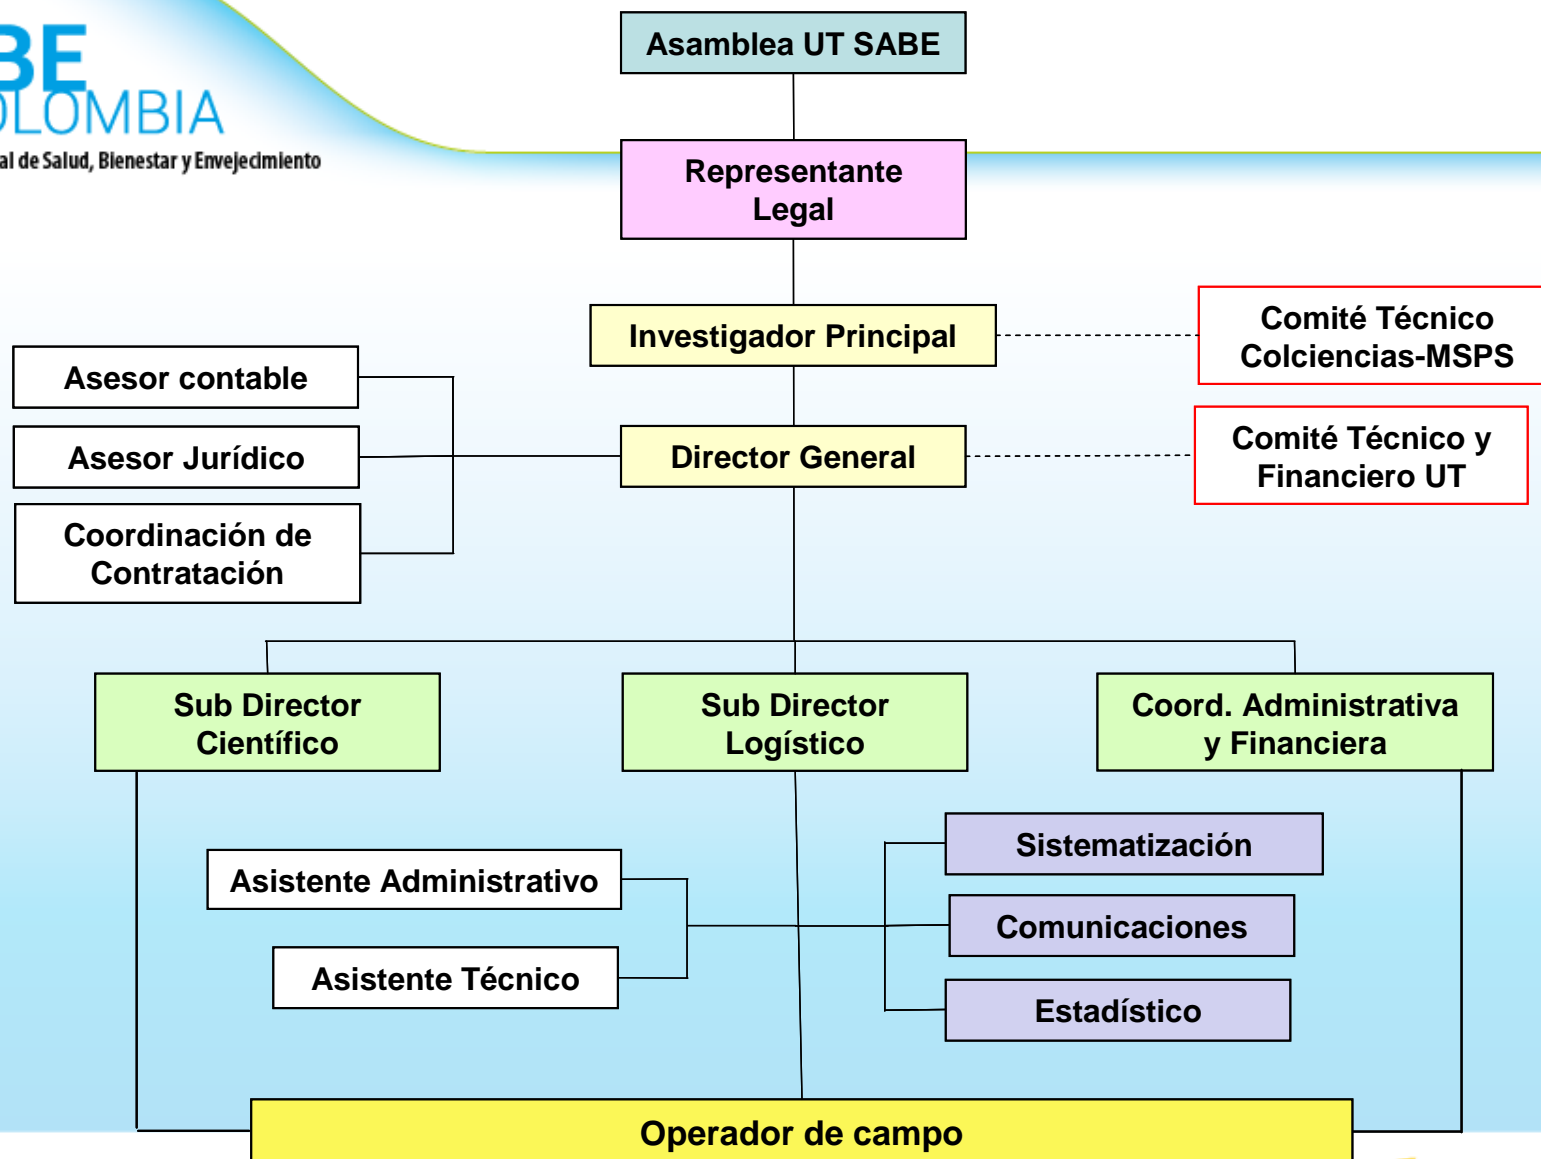 BE
OLOMBIA
al de Salud, Bienestar y Envejecimiento
Asamblea UT SABE
Representante
Legal
Investigador Principal
Comité Técnico
Colciencias-MSPS
Asesor contable
Asesor Jurídico
Coordinación de
Contratación
Director General
Comité Técnico y
Financiero UT
Sub Director
Científico
Sub Director
Logístico
Coord. Administrativa
y Financiera
Asistente Administrativo
Asistente Técnico
Sistematización
Comunicaciones
Estadístico
Operador de campo